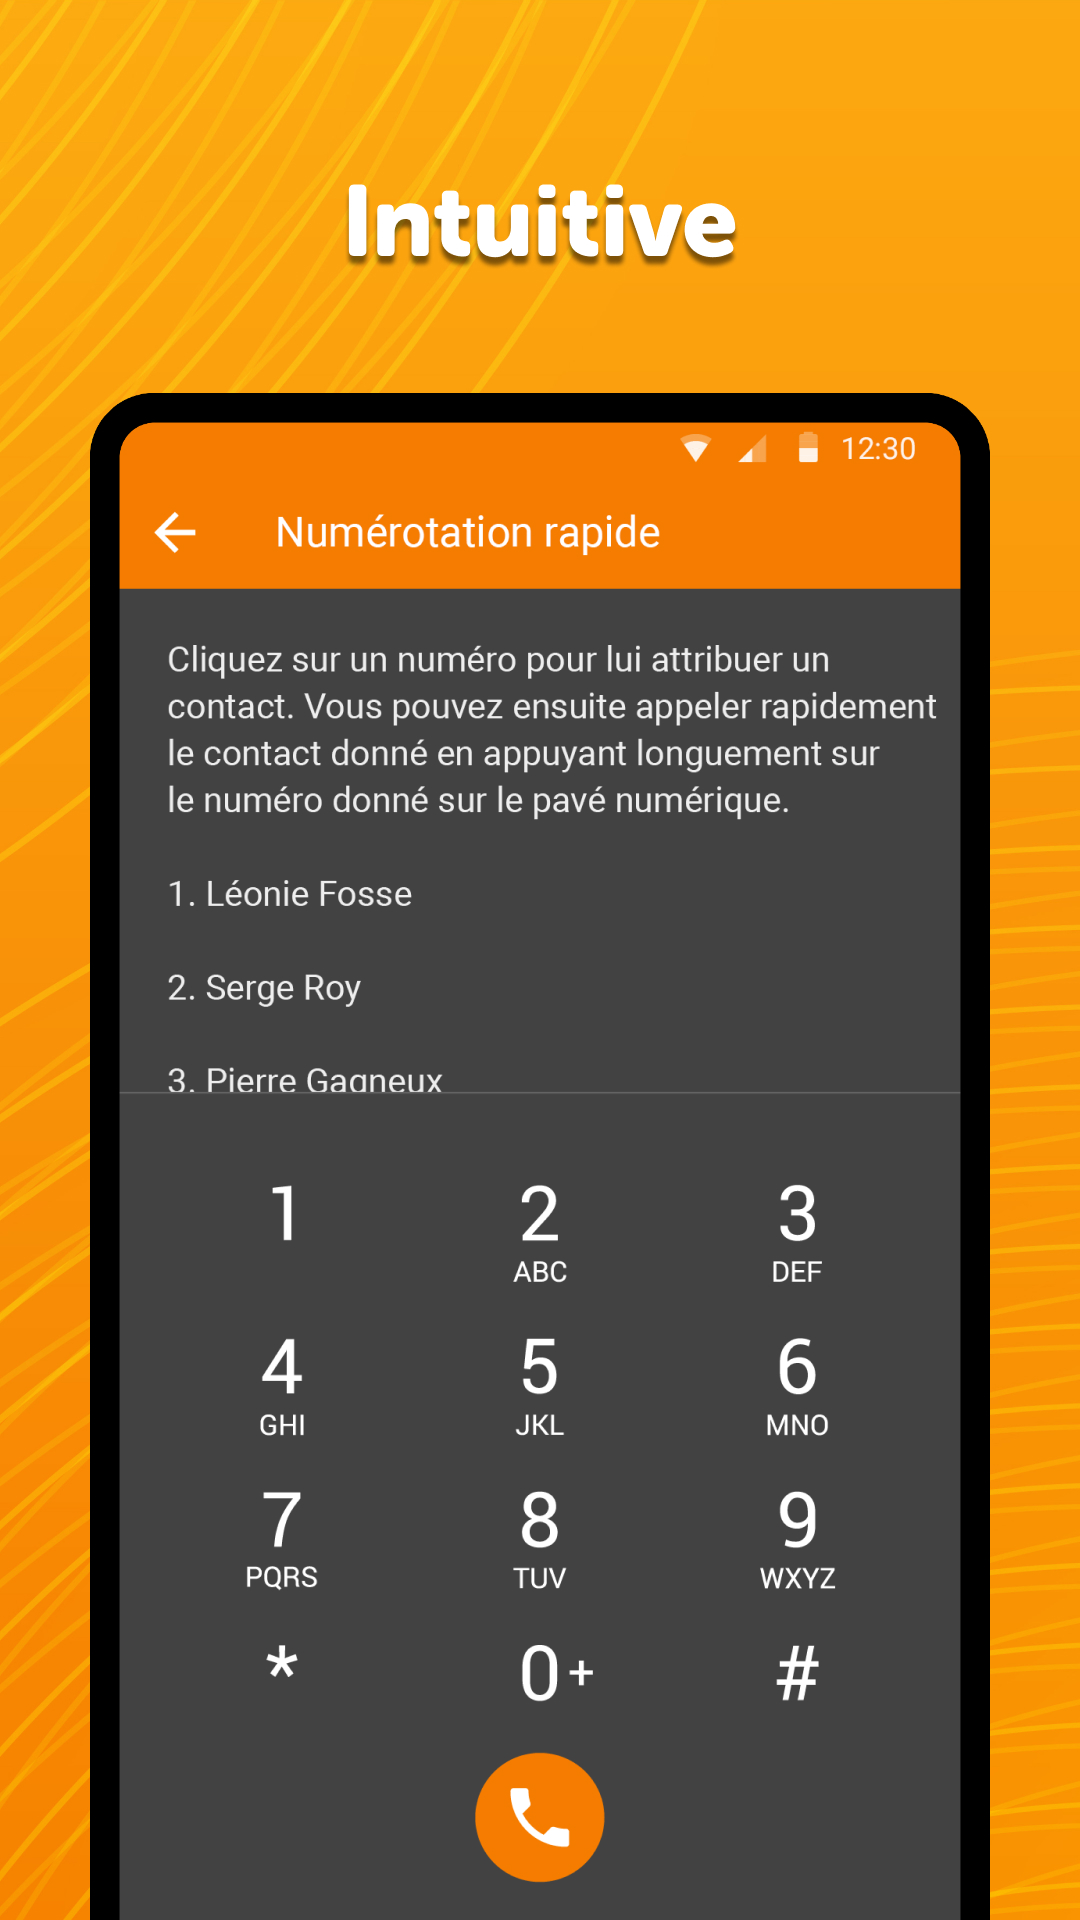 Intuitive
12:30
Numérotation rapide
Cliquez sur un numéro pour lui attribuer un
contact. Vous pouvez ensuite appeler rapidement
le contact donné en appuyant longuement sur
le numéro donné sur le pavé numérique.
1. Léonie Fosse
2. Serge Roy
3. Pierre Gagneux
1 2 3
ABC DEF
4 5 6
GHI JKL MNO
7 8 9
PQRS TUV WXYZ
* 0 + #